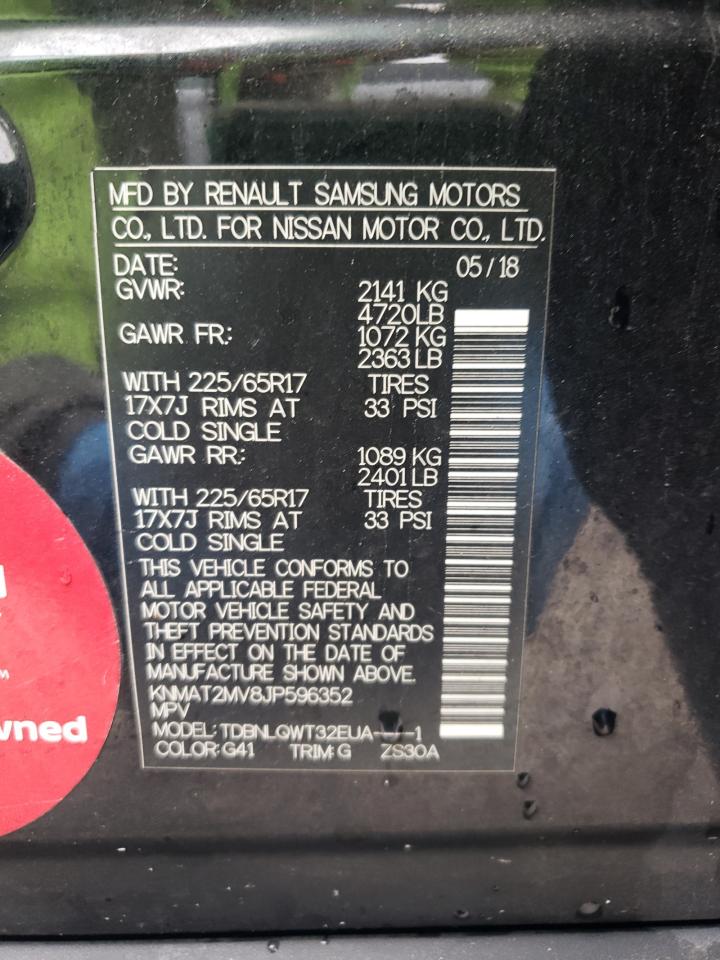 MFD BY RENAULT SAMSUNG MOTORS
CO., LTD. FOR NISSAN MOTOR CO., LTD.
DATE: 05/18
GVWR: 2141 KG
4720LB
GAWR FR: 1072 KG
2363 LB
WITH 225/65R17 TIRES
17X7J RIMS AT 33 PSI
COLD SINGLE
GAWR RR: 1089 KG
2401 LB
WITH 225/65R17 TIRES
17X7J RIMS AT 33 PSI
COLD SINGLE
THIS VEHICLE CONFORMS TO
ALL APPLICABLE FEDERAL
MOTOR VEHICLE SAFETY AND
THEFT PREVENTION STANDARDS
IN EFFECT ON THE DATE OF
MANUFACTURE SHOWN ABOVE.
KNMAT2MV8JP596352
MPV
MODEL: TDBNLQWT32EUA
COLOR: G41 TRIM: G ZS30A
wned